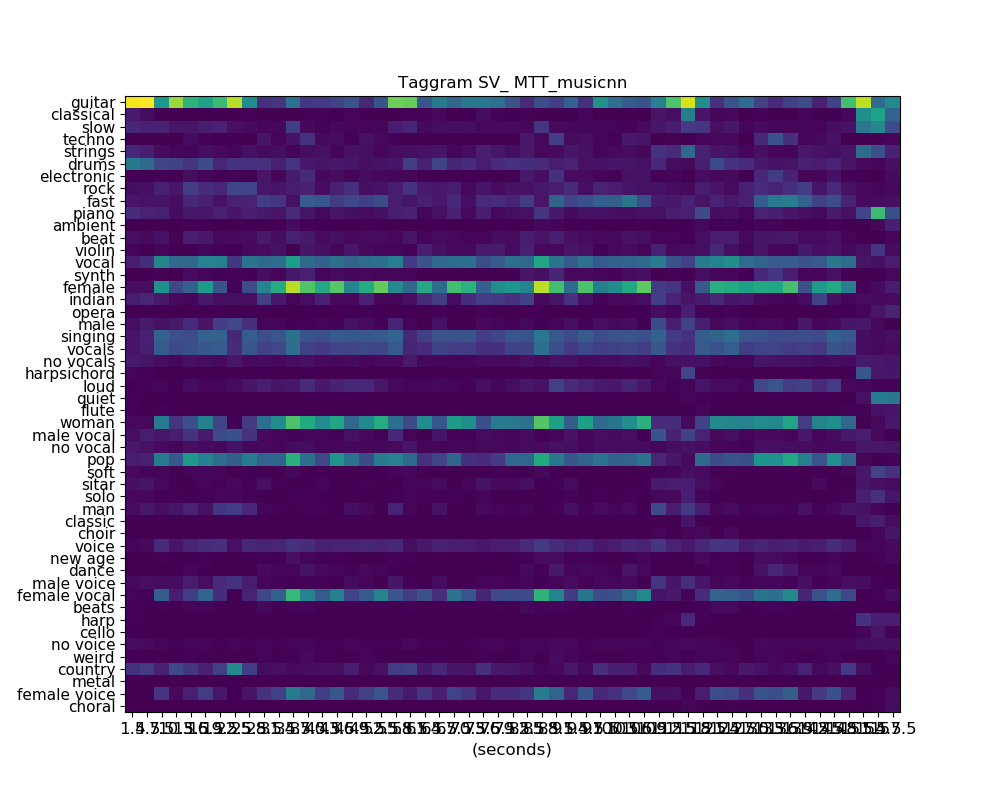 Taggram SV_ MTT_musicnn
guitar
classical
slow
techno
strings
drums
electronic
rock
fast
piano
ambient
beat
violin
vocal
synth
female
indian
opera
male
singing
vocals
no vocals
harpsichord
loud
quiet
flute
woman
male vocal
no vocal
pop
soft
sitar
solo
man
classic
choir
voice
new age
dance
male voice
female vocal
beats
harp
cello
no voice
weird
country
metal
female voice
choral
(seconds)